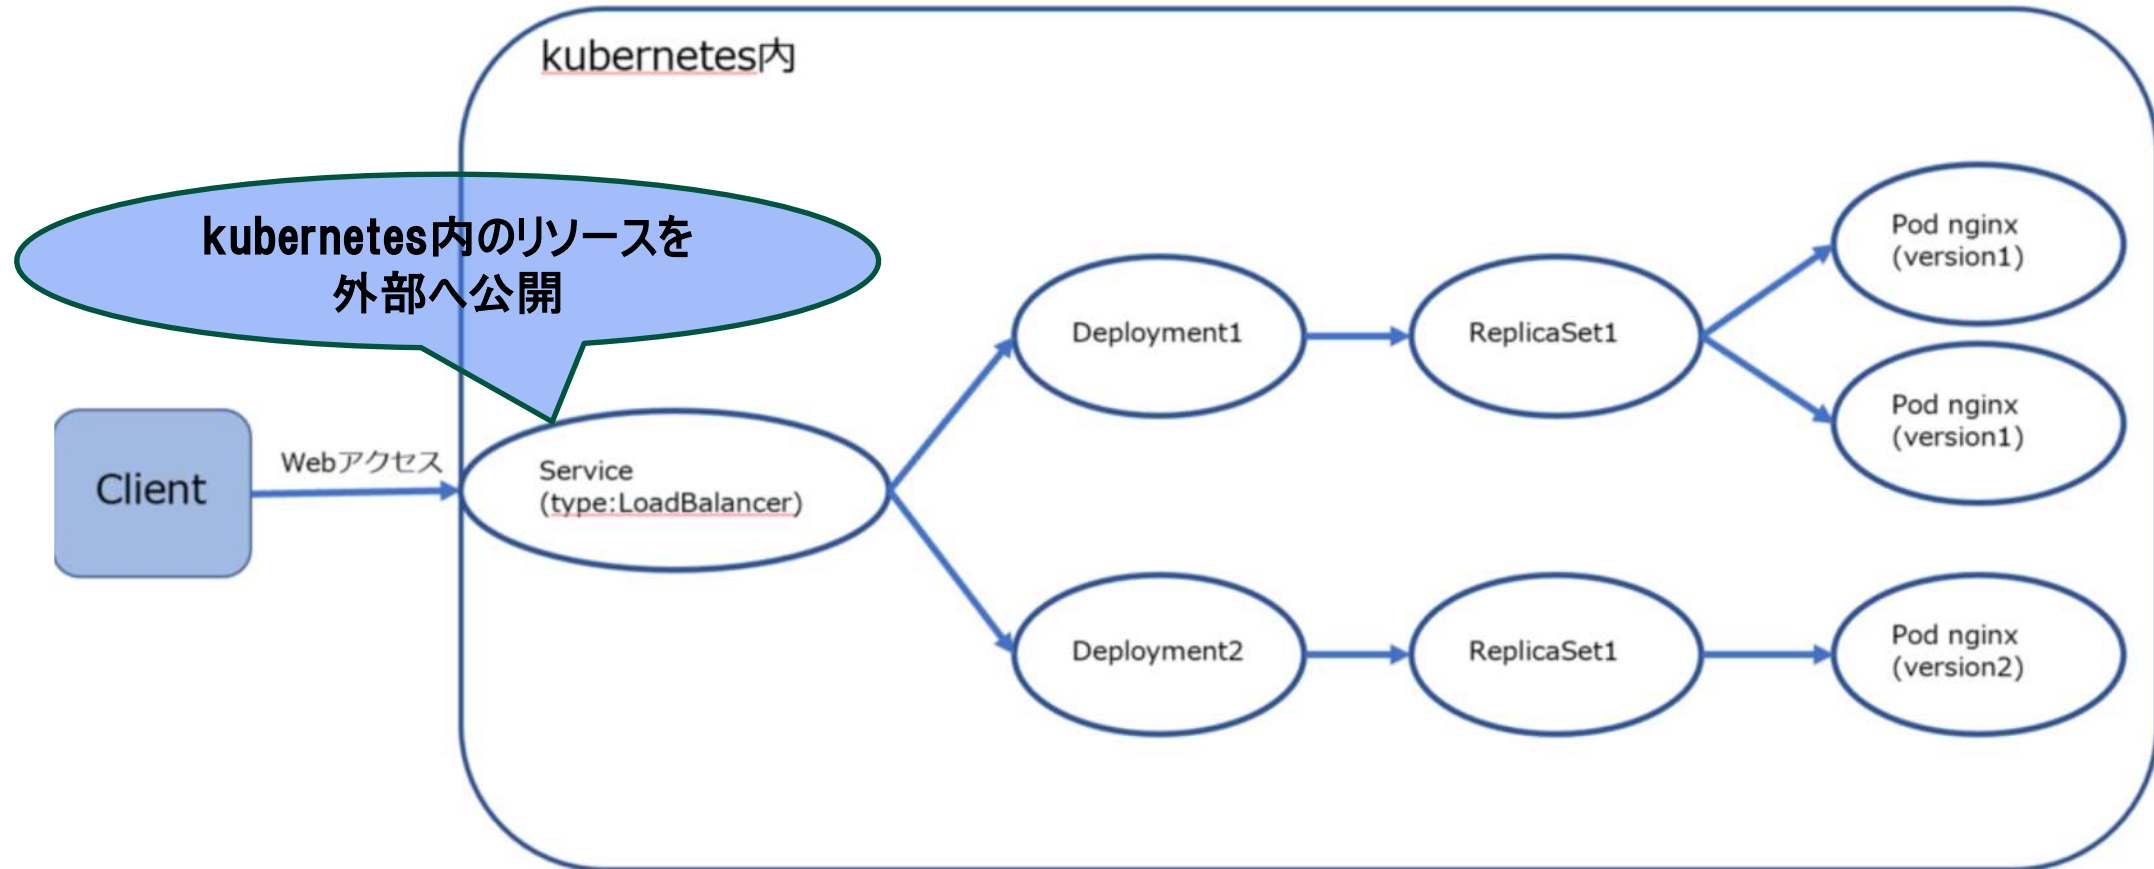 kubernetes内
kubernetes内のリソースを
外部へ公開
Client
Webアクセス
Service
(type:LoadBalancer)
Deployment1
ReplicaSet1
Pod nginx
(version1)
Pod nginx
(version1)
Deployment2
ReplicaSet1
Pod nginx
(version2)